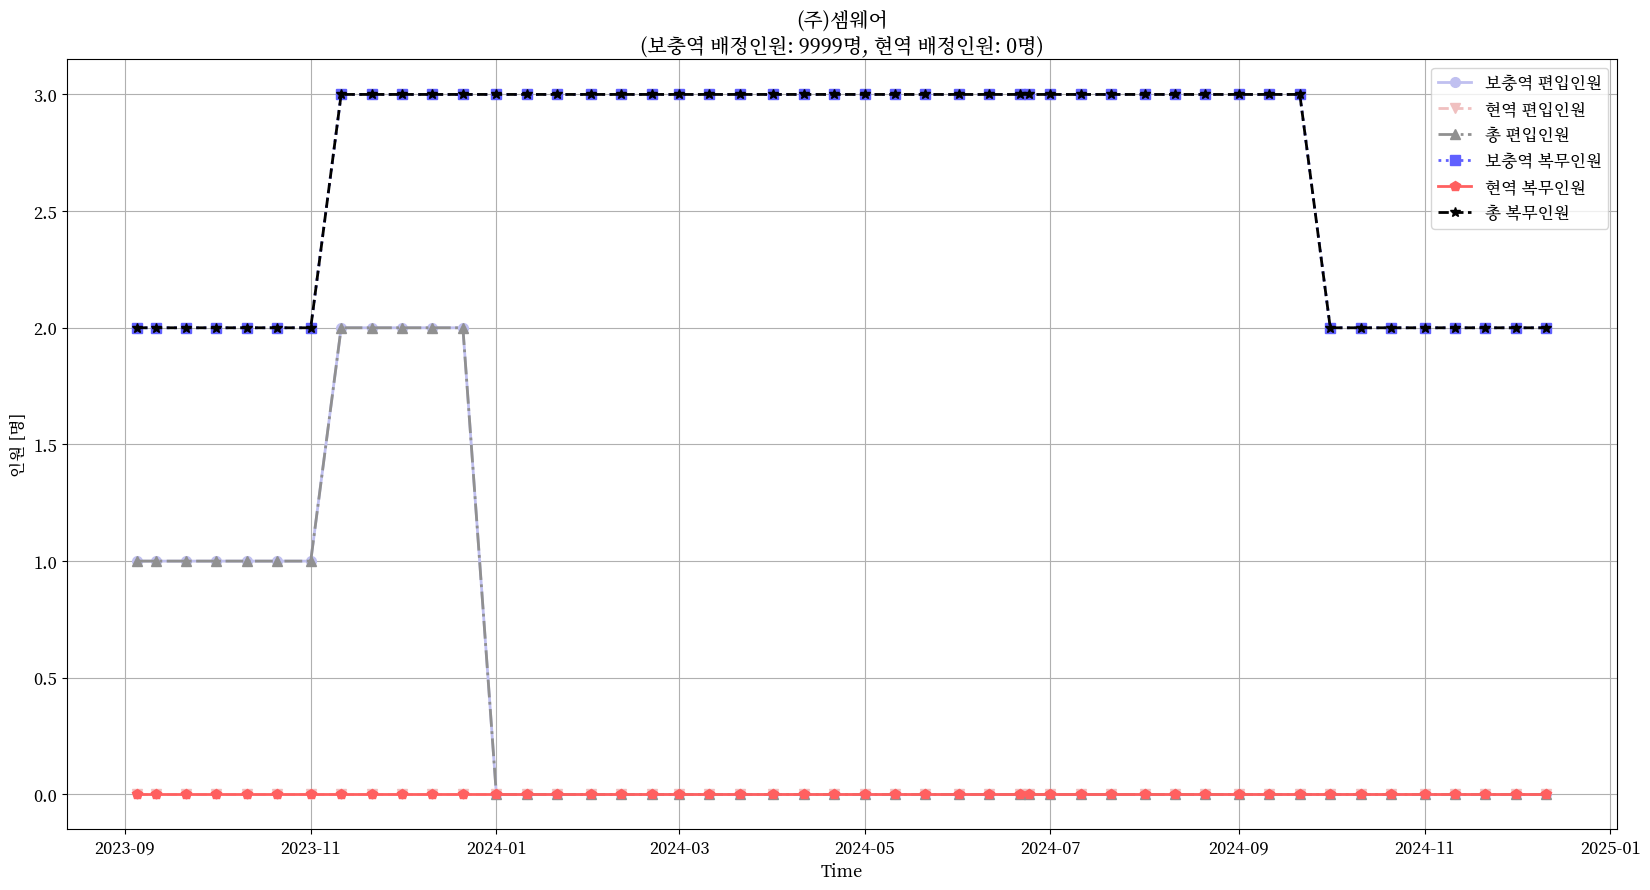 (주)셈웨어
(보충역 배정인원: 9999명, 현역 배정인원: 0명)
보충역 편입인원
현역 편입인원
총 편입인원
보충역 복무인원
현역 복무인원
총 복무인원
인원 [명]
3.0
2.5
2.0
1.5
1.0
0.5
0.0
2023-09 2023-11 2024-01 2024-03 2024-05 2024-07 2024-09 2024-11 2025-01
Time